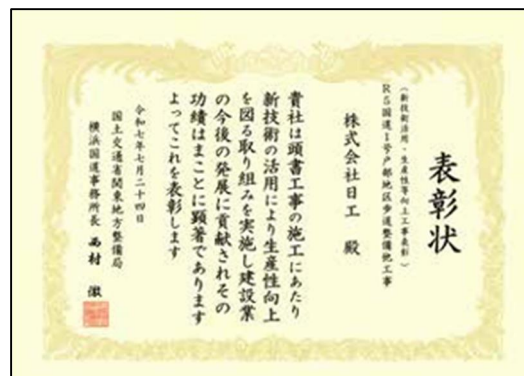 表彰状
(新技術活用・生産性等向上工事表彰)
R5国道1号戸部地区歩道整備他工事
株式会社日工 殿
貴社は頭書工事の施工にあたり
新技術の活用により生産性向上
を図る取り組みを実施し建設業
の今後の発展に貢献されその
功績はまことに顕著であります
よってこれを表彰します
令和七年七月二十四日
国土交通省関東地方整備局
横浜国道事務所長 西村 徹